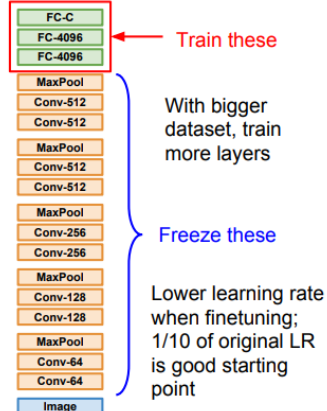 FC-C
FC-4096
FC-4096
Train these
MaxPool
Conv-512
Conv-512
MaxPool
Conv-512
Conv-512
MaxPool
Conv-256
Conv-256
MaxPool
Conv-128
Conv-128
MaxPool
Conv-64
Conv-64
Image
With bigger
dataset, train
more layers
Freeze these
Lower learning rate
when finetuning;
1/10 of original LR
is good starting
point